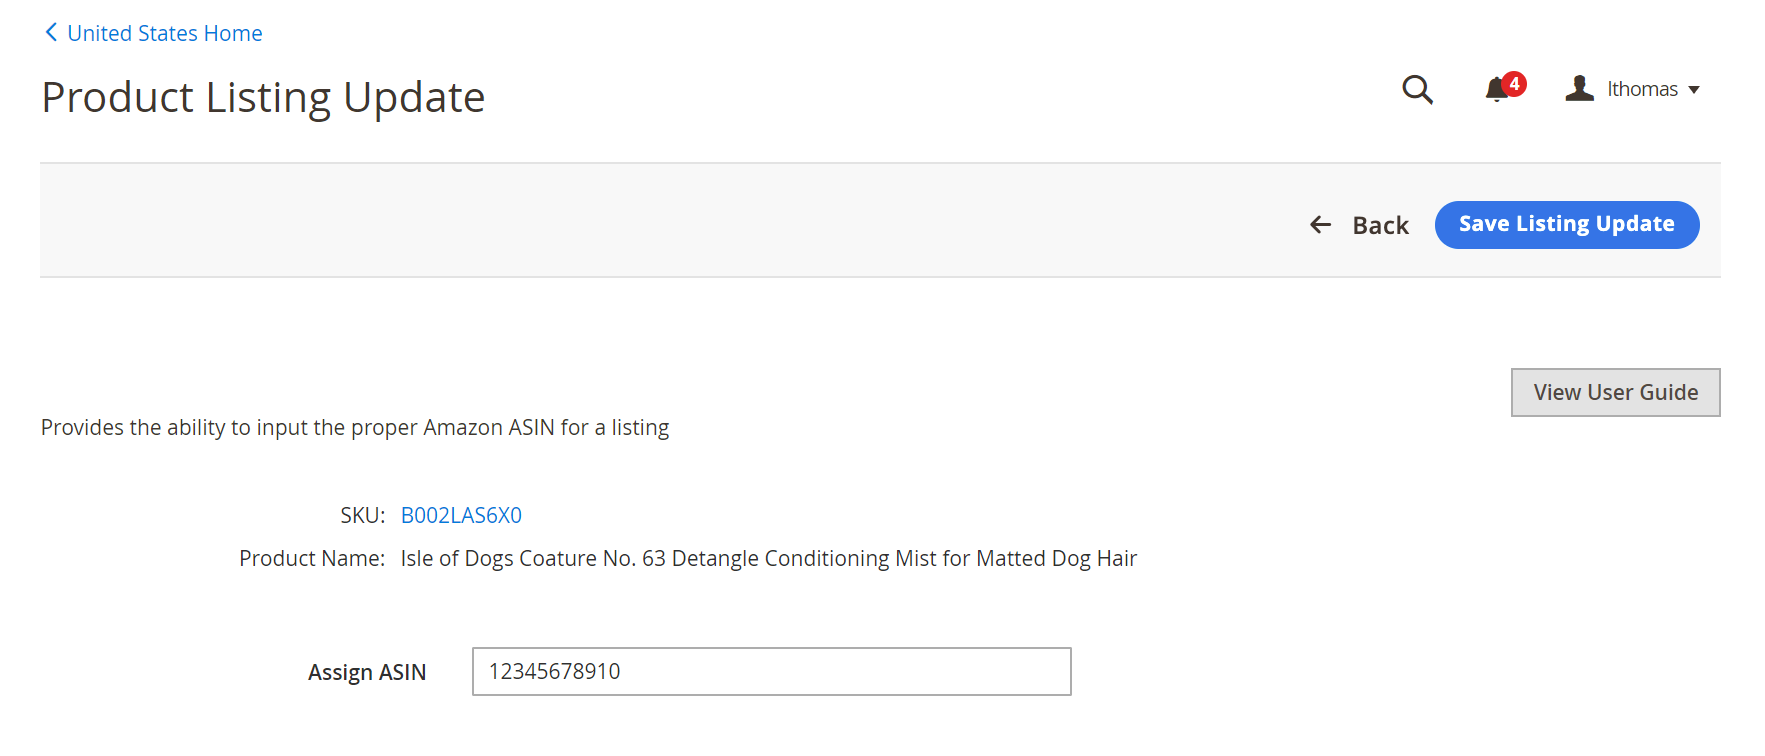 United States Home
Product Listing Update
4
lthomas
Back
Save Listing Update
View User Guide
Provides the ability to input the proper Amazon ASIN for a listing
SKU: B002LAS6X0
Product Name: Isle of Dogs Coature No. 63 Detangle Conditioning Mist for Matted Dog Hair
Assign ASIN 12345678910